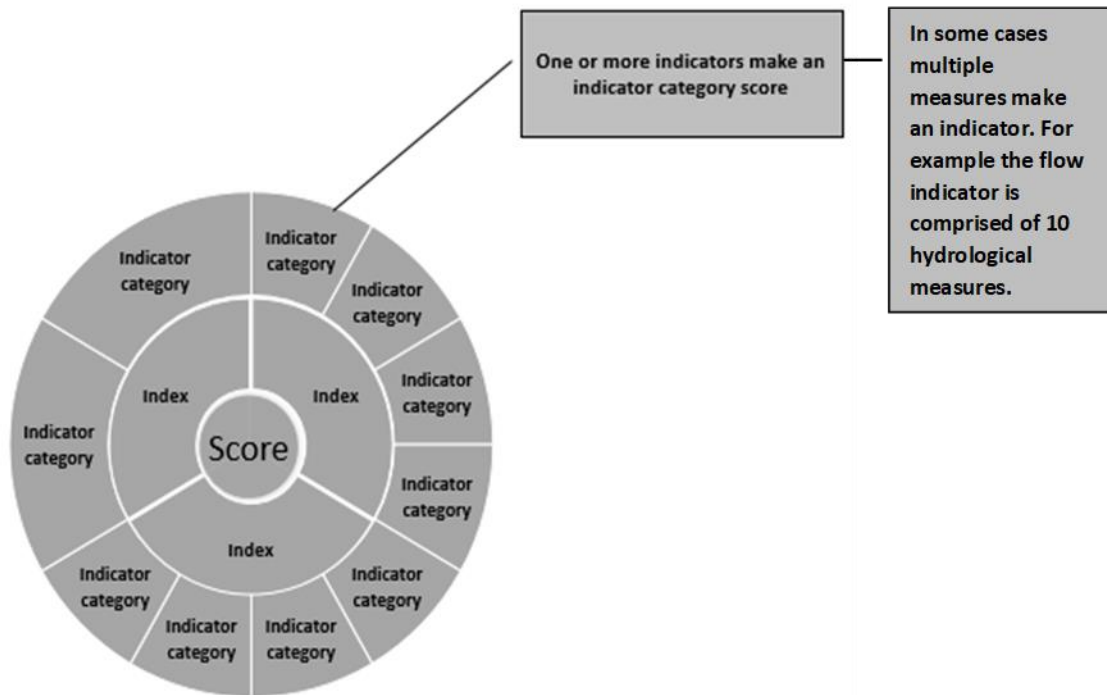 One or more indicators make an
indicator category score
In some cases
multiple
measures make
an indicator. For
example the flow
indicator is
comprised of 10
hydrological
measures.
Indicator
category
Indicator
category
Indicator
category
Indicator
category
Index
Index
Indicator
category
Score
Indicator
category
Indicator
category
Index
Indicator
category
Indicator
category
Indicator
category
Indicator
category